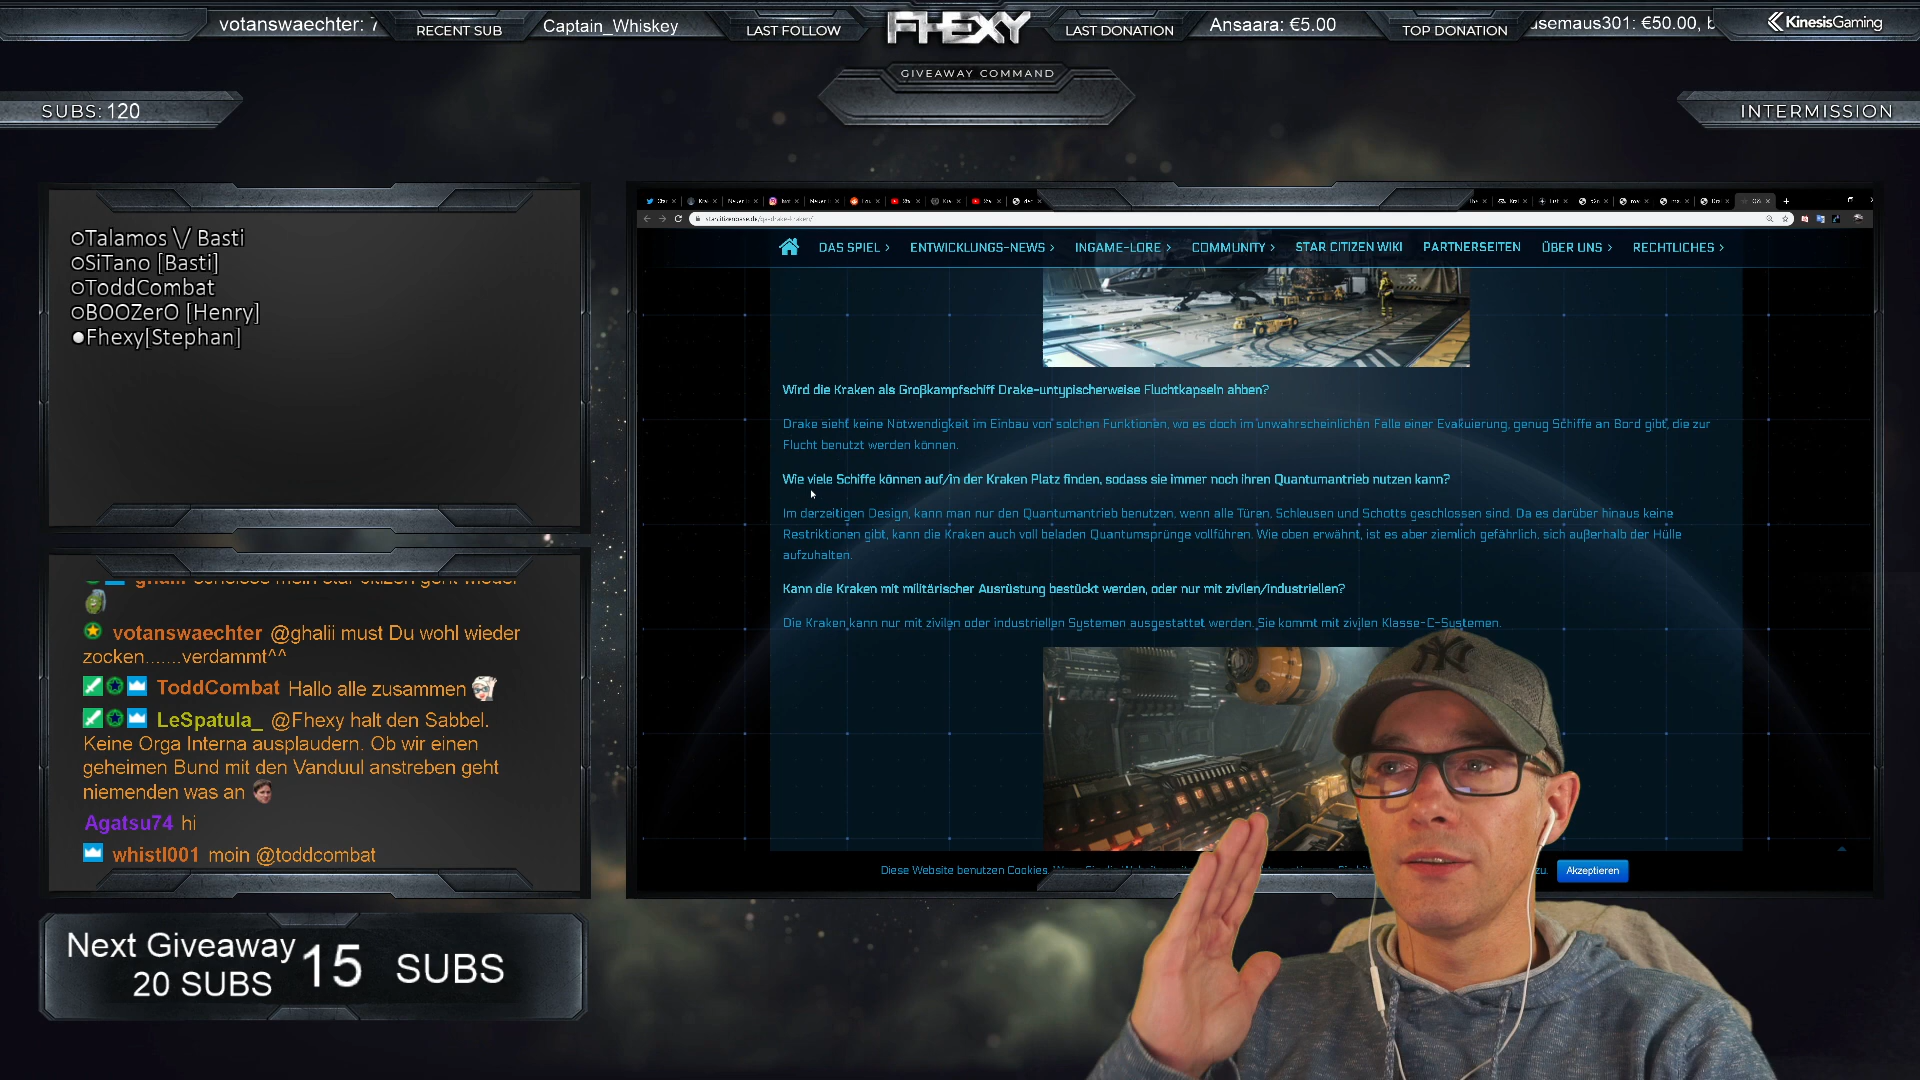 votanswaechter: 7
RECENT SUB
Captain_Whiskey
LAST FOLLOW
FHEXY
LAST DONATION
Ansaara: €5.00
TOP DONATION
usemaus301: €50.00, b
KinesisGaming
GIVEAWAY COMMAND
SUBS: 120
INTERMISSION
Talamos \/ Basti
SiTano [Basti]
ToddCombat
BOOZerO [Henry]
Fhexy[Stephan]
DAS SPIEL
ENTWICKLUNGS-NEWS
INGAME-LORE
COMMUNITY
STAR CITIZEN WIKI
PARTNERSEITEN
ÜBER UNS
RECHTLICHES
Wird die Kraken als Großkampfschiff Drake-untypischerweise Fluchtkapseln ahben?
Drake sieht keine Notwendigkeit im Einbau von solchen Funktionen, wo es doch im unwahrscheinlichen Falle einer Evakuierung, genug Schiffe an Bord gibt, die zur
Flucht benutzt werden können.
Wie viele Schiffe können auf/in der Kraken Platz finden, sodass sie immer noch ihren Quantumantrieb nutzen kann?
Im derzeitigen Design, kann man nur den Quantumantrieb benutzen, wenn alle Türen, Schleusen und Schotts geschlossen sind. Da es darüber hinaus keine
Restriktionen gibt, kann die Kraken auch voll beladen Quantumsprünge vollführen. Wie oben erwähnt, ist es aber ziemlich gefährlich, sich außerhalb der Hülle
aufzuhalten.
Kann die Kraken mit militärischer Ausrüstung bestückt werden, oder nur mit zivilen/industriellen?
Die Kraken kann nur mit zivilen oder industriellen Systemen ausgestattet werden. Sie kommt mit zivilen Klasse-C-Systemen.
Diese Website benutzen Cookies.
zu.
Akzeptieren
ghalii scheisss mein star citizen geht wieder
votanswaechter @ghalii must Du wohl wieder
zocken.......verdammt^^
ToddCombat Hallo alle zusammen
LeSpatula_ @Fhexy halt den Sabbel.
Keine Orga Interna ausplaudern. Ob wir einen
geheimen Bund mit den Vanduul anstreben geht
niemenden was an
Agatsu74 hi
whistl001 moin @toddcombat
Next Giveaway
20 SUBS
15 SUBS